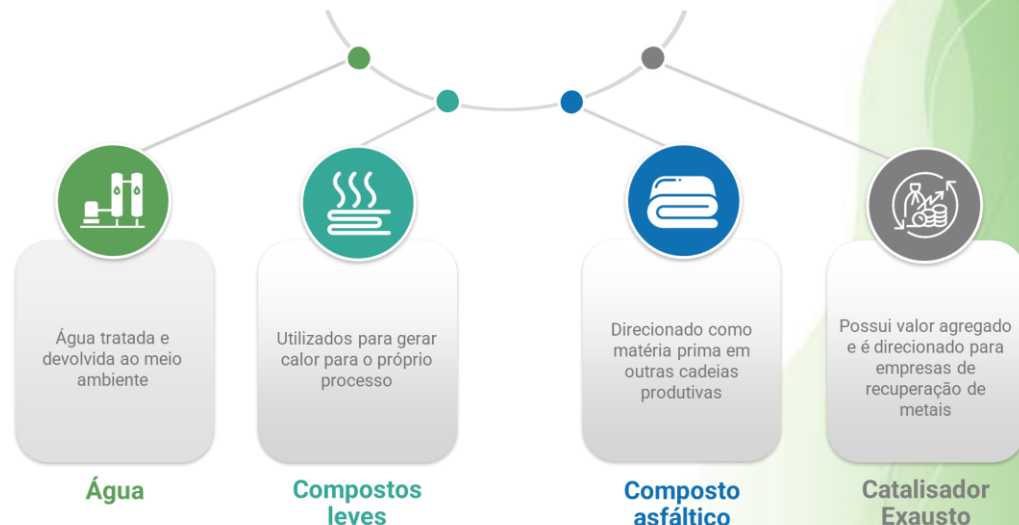 Água tratada e
devolvida ao meio
ambiente
Água
Utilizados para gerar
calor para o próprio
processo
Compostos
leves
Direcionado como
matéria prima em
outras cadeias
produtivas
Composto
asfáltico
Possui valor agregado
e é direcionado para
empresas de
recuperação de
metais
Catalisador
Exausto